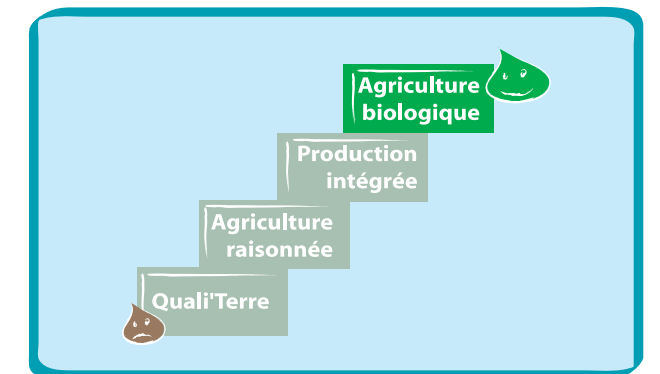 Agriculture
biologique
Production
intégrée
Agriculture
raisonnée
Quali'Terre